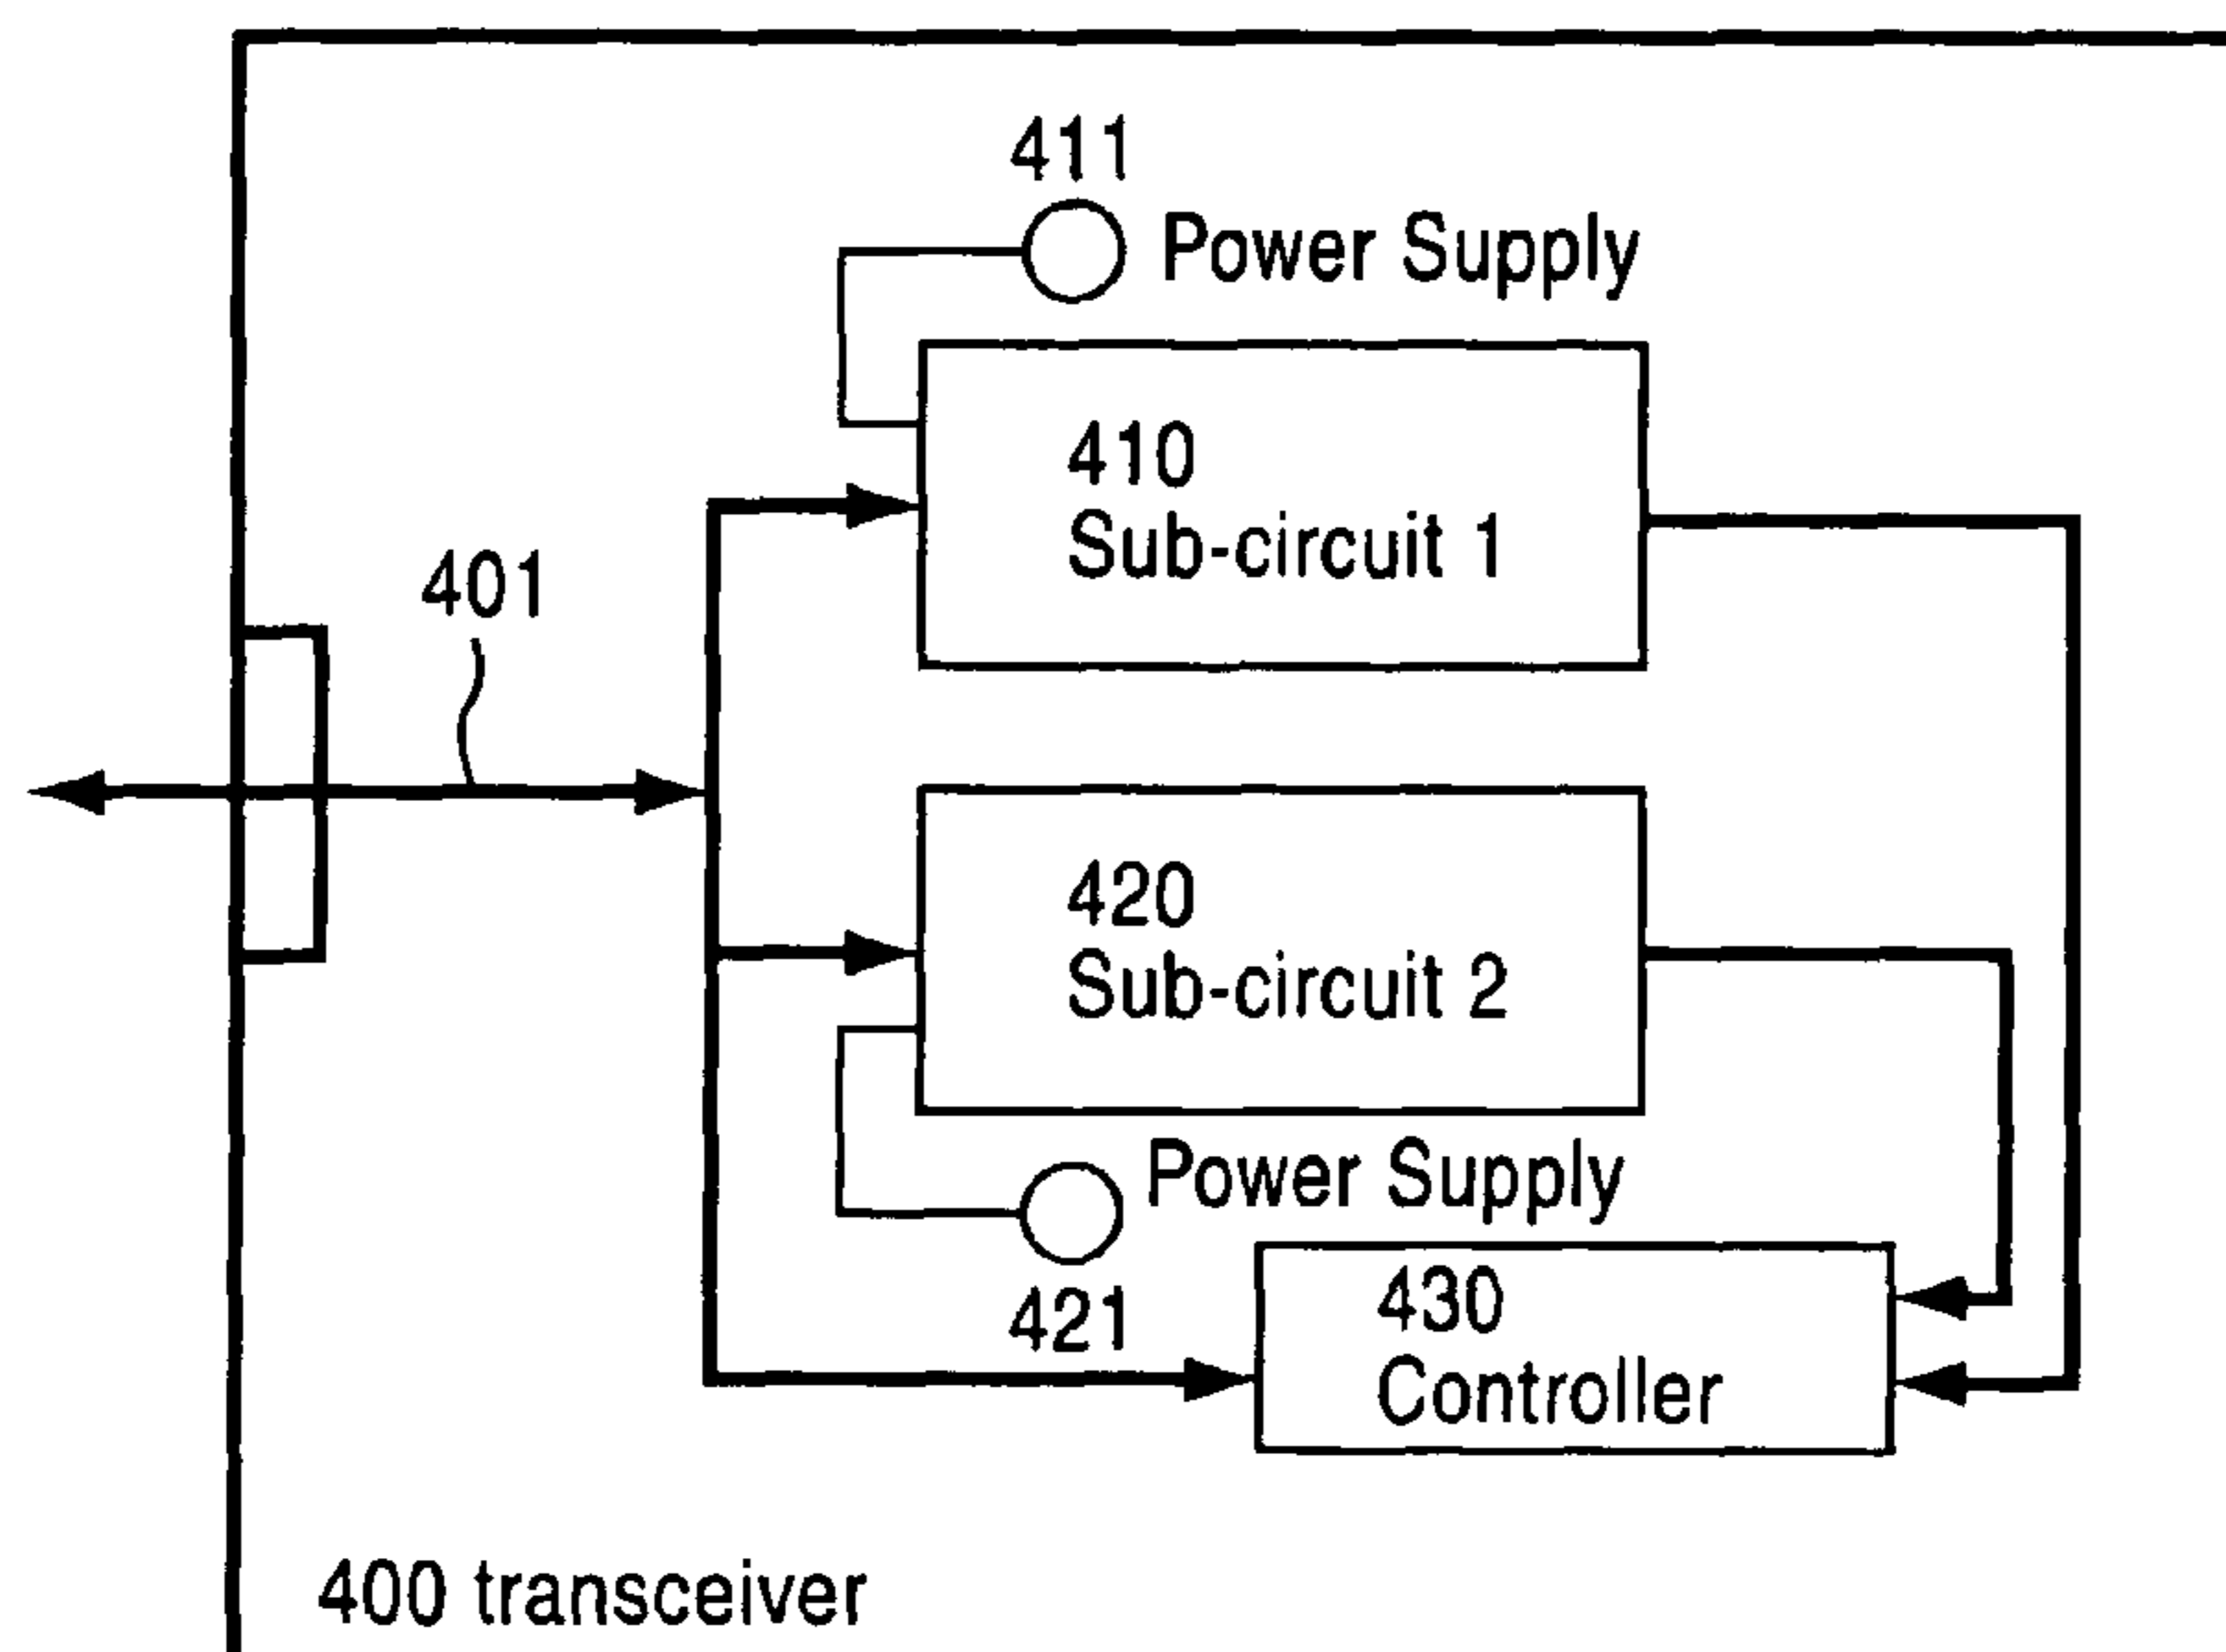 411
Power Supply
410
Sub-circuit 1
401
420
Sub-circuit 2
Power Supply
421
430
Controller
400 transceiver